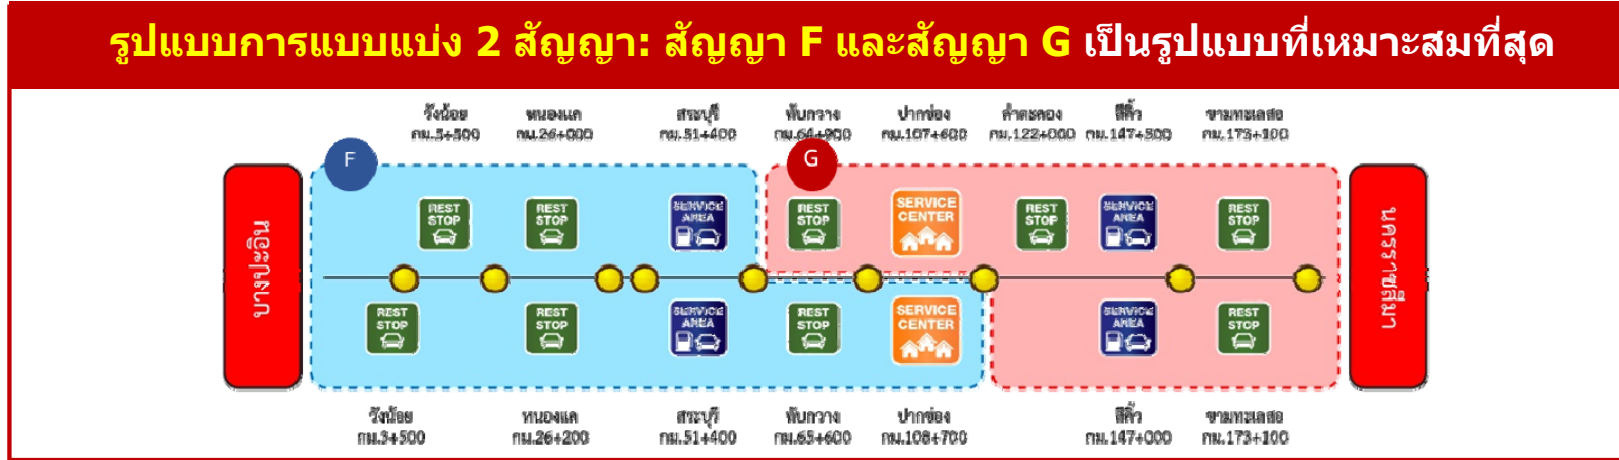 รูปแบบการแบบแบ่ง 2 สัญญา: สัญญา F และสัญญา G เป็นรูปแบบที่เหมาะสมที่สุด
วังน้อย
กม.5+500
หนองแค
กม.26+000
สระบุรี
กม.51+400
ทับกวาง
กม.64+900
ปากช่อง
กม.107+600
ลำตะคอง
กม.122+000
สีคิ้ว
กม.147+300
ขามทะเลสอ
กม.173+100
F
G
บางปะอิน
REST
STOP
REST
STOP
SERVICE
AREA
REST
STOP
SERVICE
CENTER
REST
STOP
SERVICE
AREA
REST
STOP
นครราชสีมา
REST
STOP
REST
STOP
SERVICE
AREA
REST
STOP
SERVICE
CENTER
SERVICE
AREA
REST
STOP
วังน้อย
กม.3+500
หนองแค
กม.26+200
สระบุรี
กม.51+400
ทับกวาง
กม.65+600
ปากช่อง
กม.108+700
สีคิ้ว
กม.147+000
ขามทะเลสอ
กม.173+100